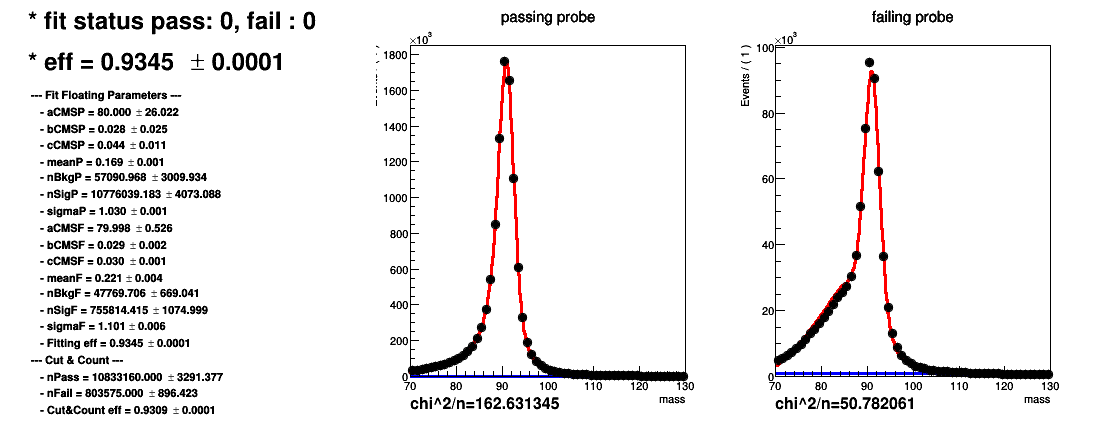 * fit status pass: 0, fail : 0
* eff = 0.9345 ± 0.0001
--- Fit Floating Parameters ---
- aCMSP = 80.000 ± 26.022
- bCMSP = 0.028 ± 0.025
- cCMSP = 0.044 ± 0.011
- meanP = 0.169 ± 0.001
- nBkgP = 57090.968 ± 3009.934
- nSigP = 10776039.183 ± 4073.088
- sigmaP = 1.030 ± 0.001
- aCMSF = 79.998 ± 0.526
- bCMSF = 0.029 ± 0.002
- cCMSF = 0.030 ± 0.001
- meanF = 0.221 ± 0.004
- nBkgF = 47769.706 ± 669.041
- nSigF = 755814.415 ± 1074.999
- sigmaF = 1.101 ± 0.006
- Fitting eff = 0.9345 ± 0.0001
--- Cut & Count ---
- nPass = 10833160.000 ± 3291.377
- nFail = 803575.000 ± 896.423
- Cut&Count eff = 0.9309 ± 0.0001
passing probe
×10³
1800
1600
1400
1200
1000
800
600
400
200
0
70 80 90 100 110 120 130
mass
chi^2/n=162.631345
failing probe
×10³
Events / ( 1 )
100
80
60
40
20
0
70 80 90 100 110 120 130
mass
chi^2/n=50.782061